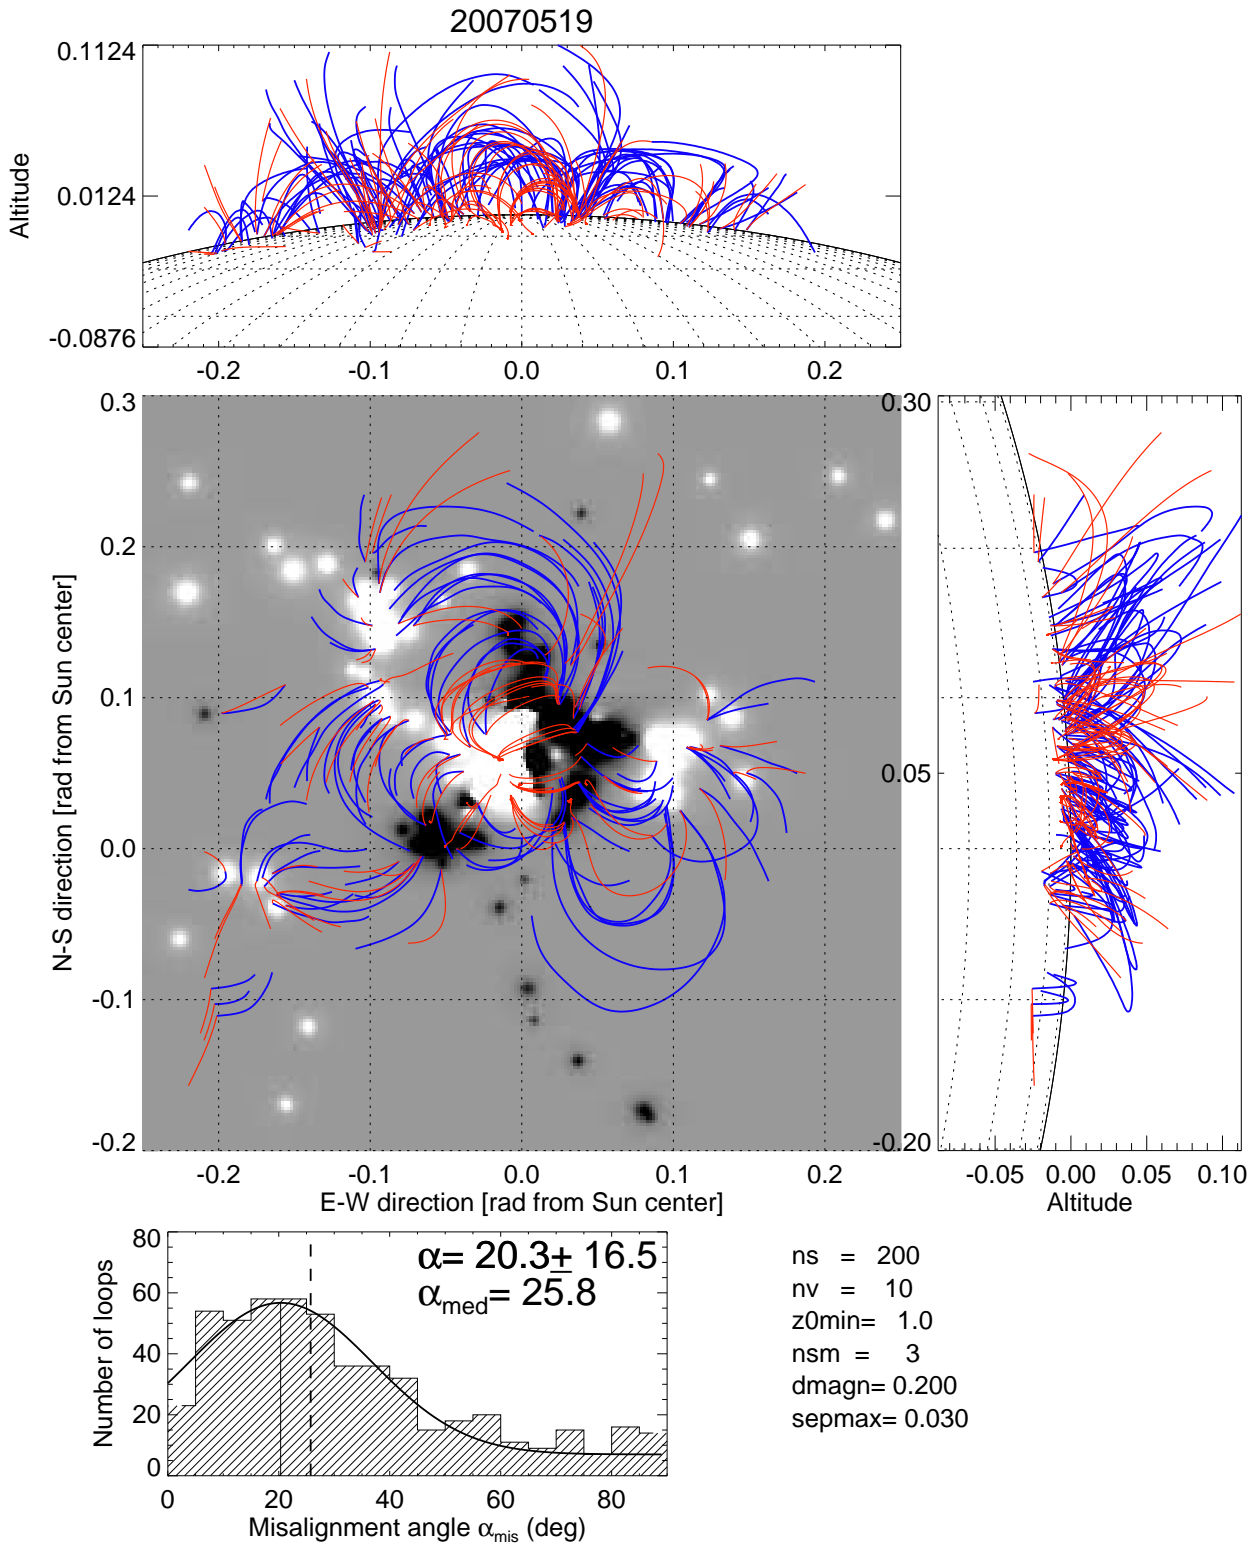 20070519
0.1124
0.0124
-0.0876
Altitude
-0.2 -0.1 0.0 0.1 0.2
0.3
0.2
0.1
0.0
-0.1
-0.2
N-S direction [rad from Sun center]
-0.2 -0.1 0.0 0.1 0.2
E-W direction [rad from Sun center]
0.30
0.05
-0.20
-0.05 0.00 0.05 0.10
Altitude
80
60
40
20
0
Number of loops
α= 20.3± 16.5
αmed= 25.8
0 20 40 60 80
Misalignment angle αmis (deg)
ns = 200
nv = 10
z0min= 1.0
nsm = 3
dmagn= 0.200
sepmax= 0.030